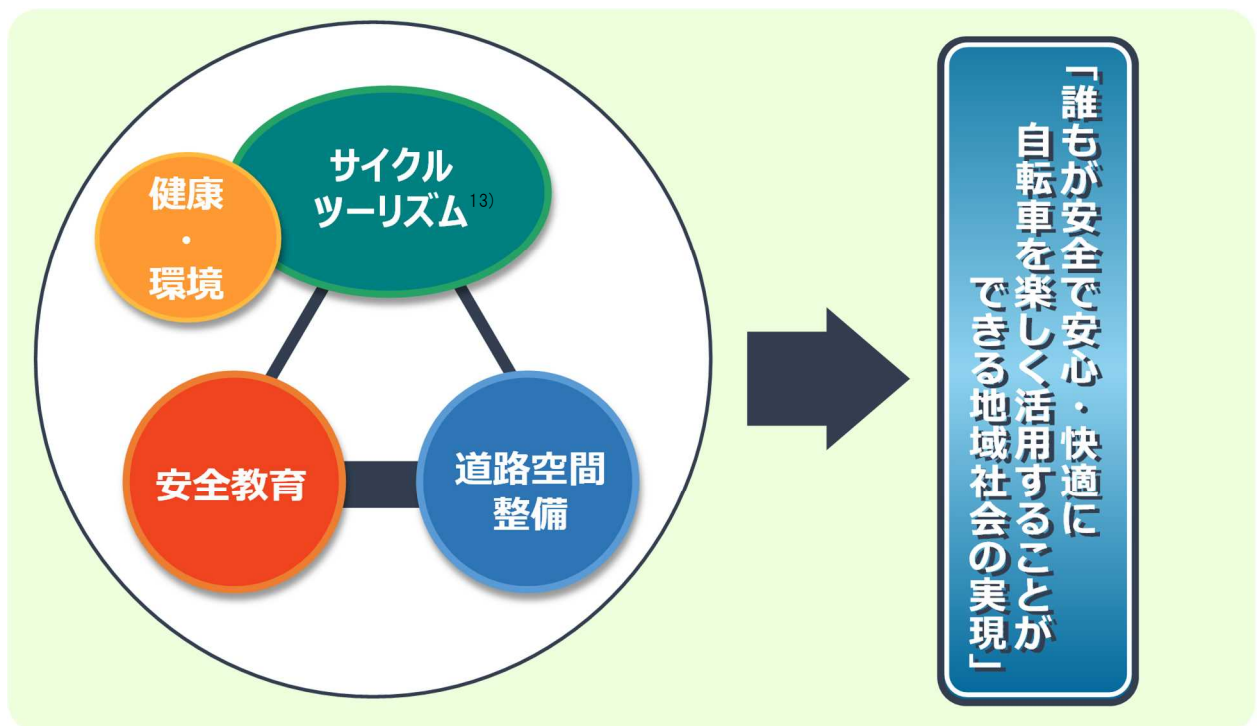 サイクル
ツーリズム13)
健康
・
環境
安全教育
道路空間
整備
「誰もが安全で安心・快適に
自転車を楽しく活用することが
できる地域社会の実現」